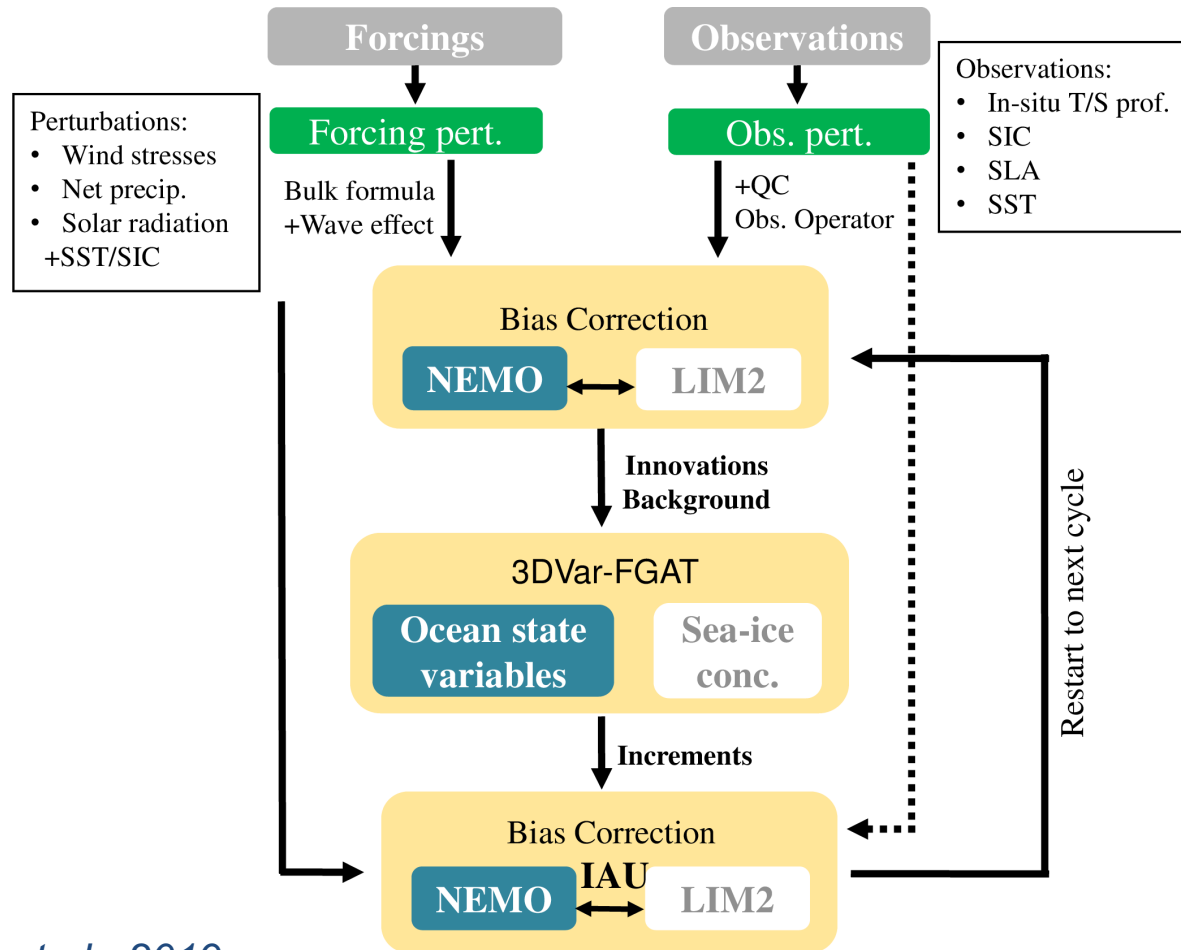 Forcings
Observations
Observations:
• In-situ T/S prof.
• SIC
• SLA
• SST
Perturbations:
• Wind stresses
• Net precip.
• Solar radiation
+SST/SIC
Forcing pert.
Obs. pert.
Bulk formula
+Wave effect
+QC
Obs. Operator
Bias Correction
NEMO
LIM2
Innovations
Background
3DVar-FGAT
Ocean state
variables
Sea-ice
conc.
Restart to next cycle
Increments
Bias Correction
IAU
NEMO
LIM2